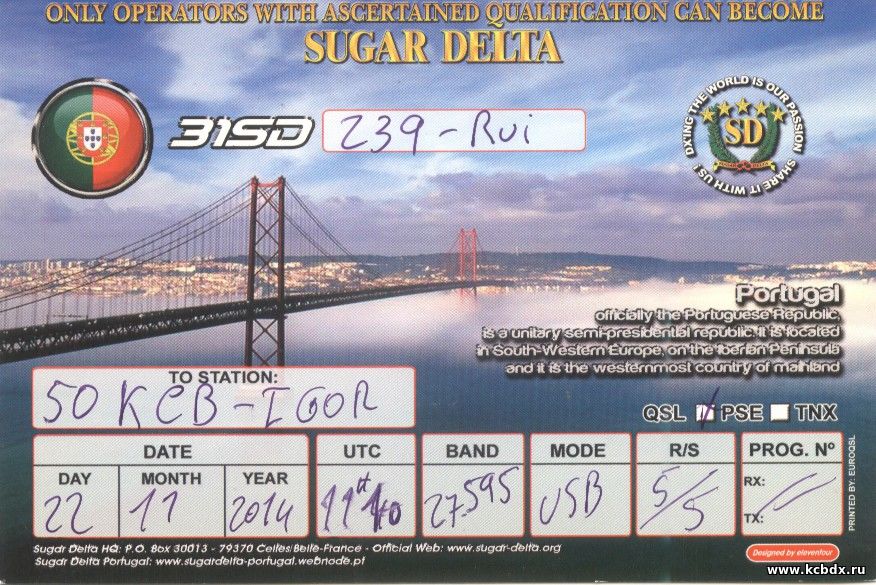 ONLY OPERATORS WITH ASCERTAINED QUALIFICATION CAN BECOME
SUGAR DELTA
31SD 239 - Rui
DX'ING THE WORLD IS OUR PASSION SHARE IT WITH US!
SD
SUGAR DELTA
Portugal
officially the Portuguese Republic,
is a unitary semi-presidential republic. It is located
in South-Western Europe, on the Iberian Peninsula
and it is the westernmost country of mainland
TO STATION:
50 KCB - IGOR
QSL PSE TNX
DATE UTC BAND MODE R/S PROG. Nº
DAY MONTH YEAR
RX:
22 11 2014 11 40 27.595 USB 5/5
TX:
PRINTED BY: EUROQSL
Sugar Delta HQ: P.O. Box 30013 - 79370 Celles/Belle-France - Official Web: www.sugar-delta.org
Sugar Delta Portugal: www.sugardelta-portugal.webnode.pt
Designed by eleventour
www.kcbdx.ru